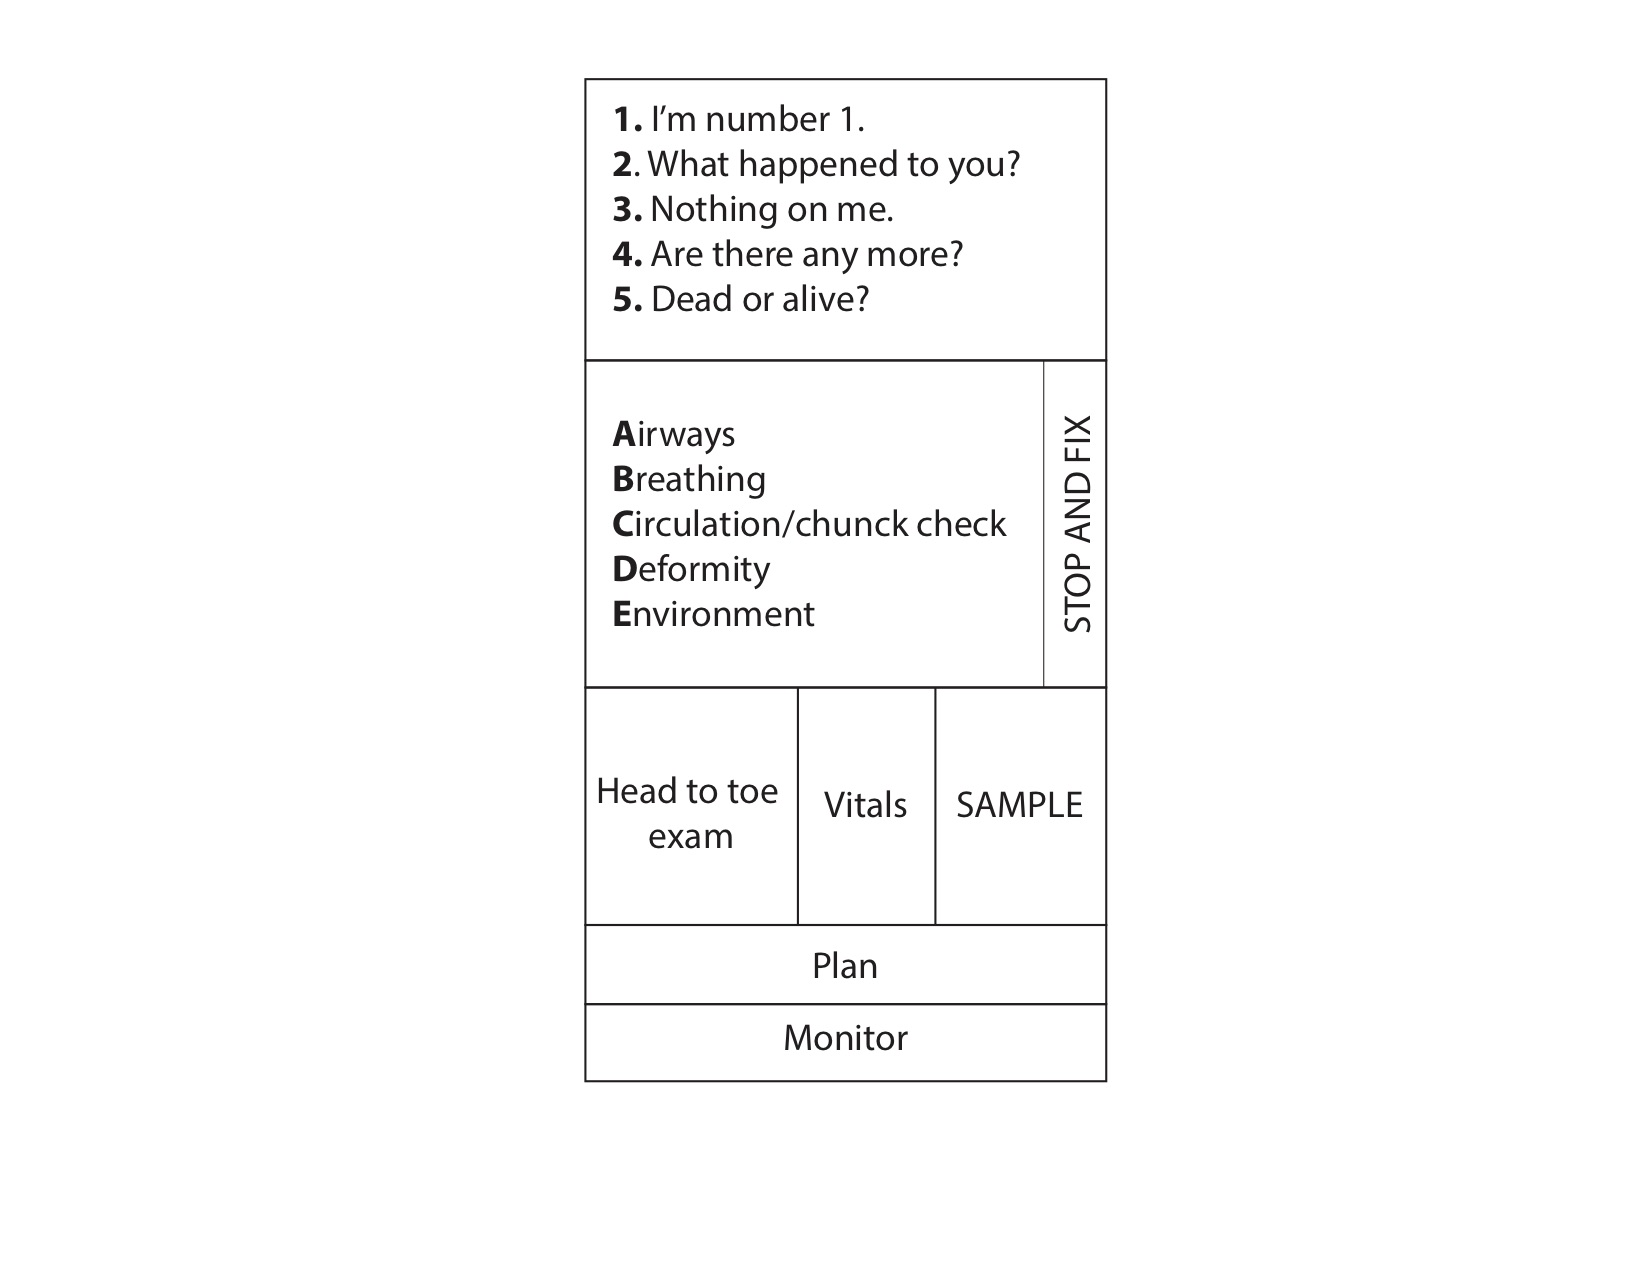 1. I'm number 1.
2. What happened to you?
3. Nothing on me.
4. Are there any more?
5. Dead or alive?
Airways
Breathing
Circulation/chunck check
Deformity
Environment
STOP AND FIX
Head to toe
exam
Vitals
SAMPLE
Plan
Monitor